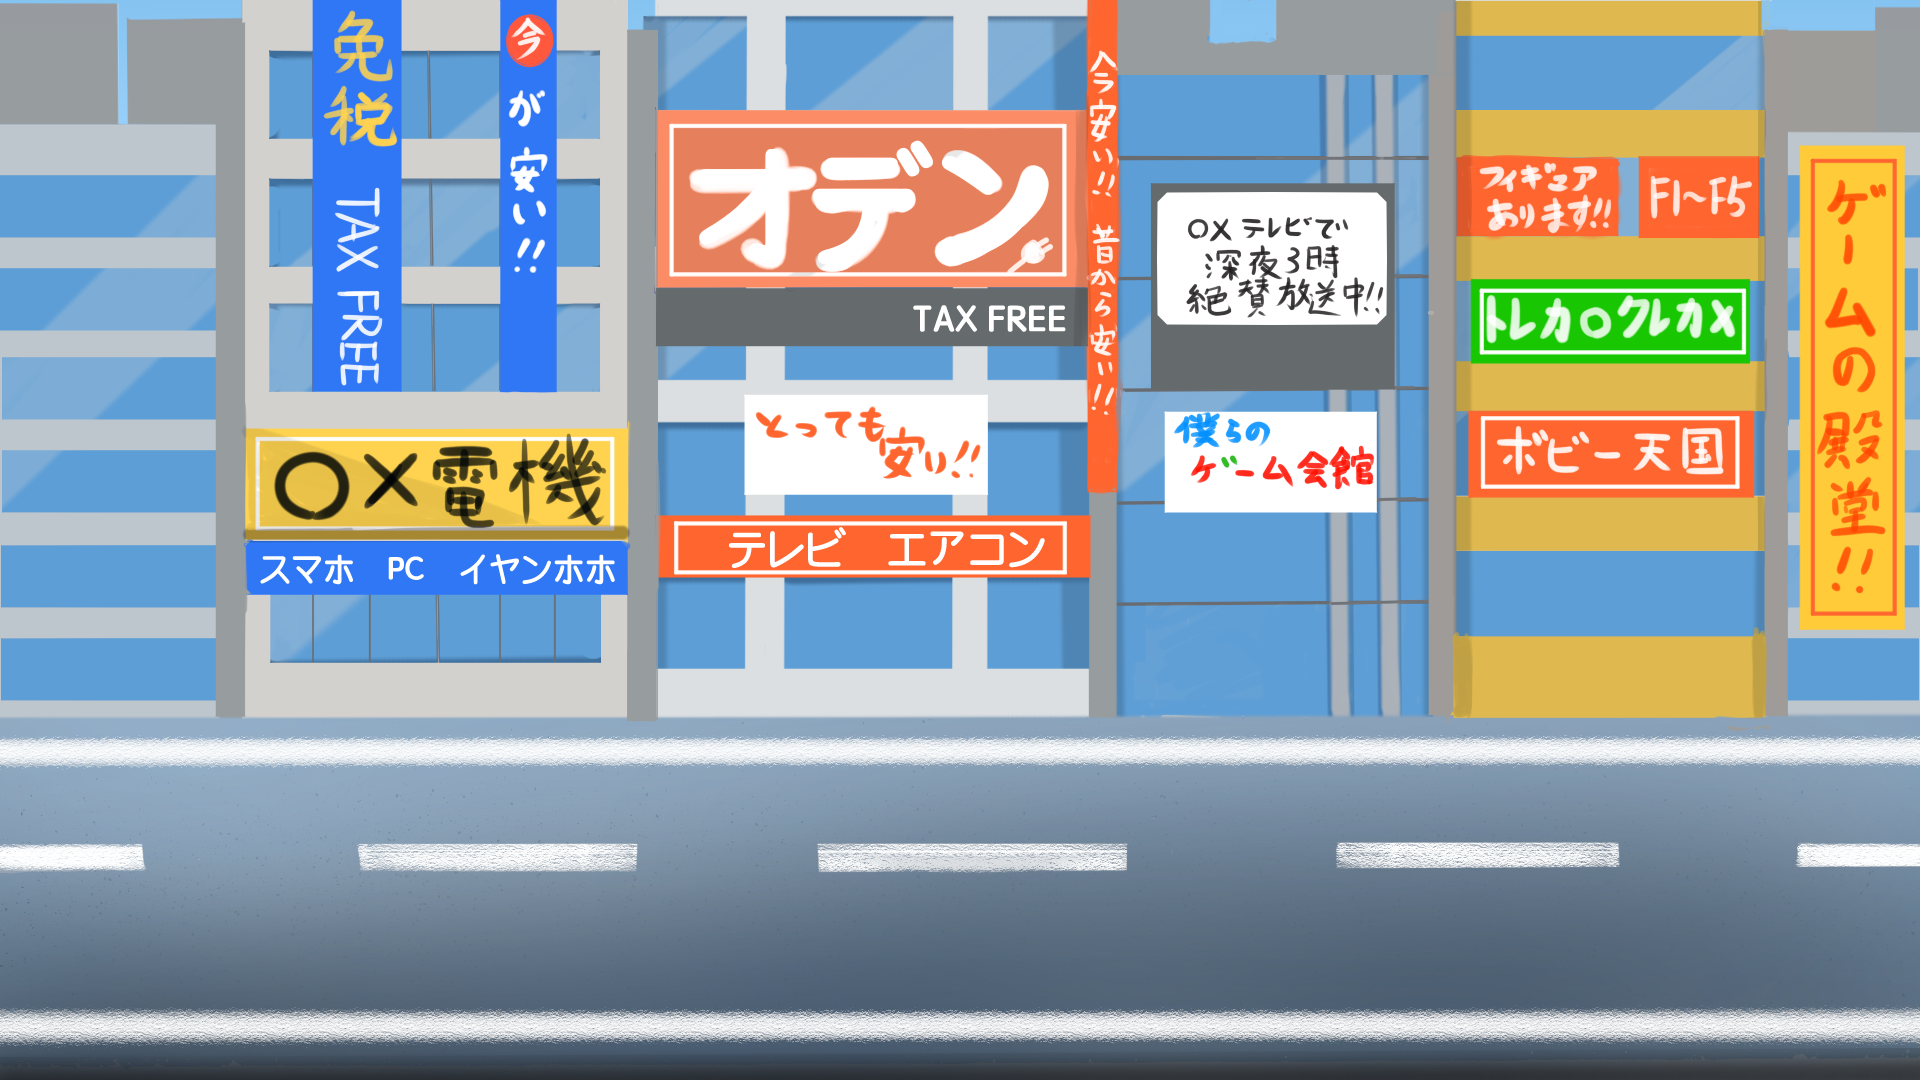 免税 TAX FREE
今が安い!!
○×電機
スマホ PC イヤンホホ
オデン
TAX FREE
とっても
安い!!
テレビ エアコン
今安い!! 昔から安い!!
○×テレビで
深夜3時
絶賛放送中!!
僕らの
ゲーム会館
フィギュア
あります!!
F1~F5
トレカ○クレカ×
ホビー天国
ゲームの殿堂!!